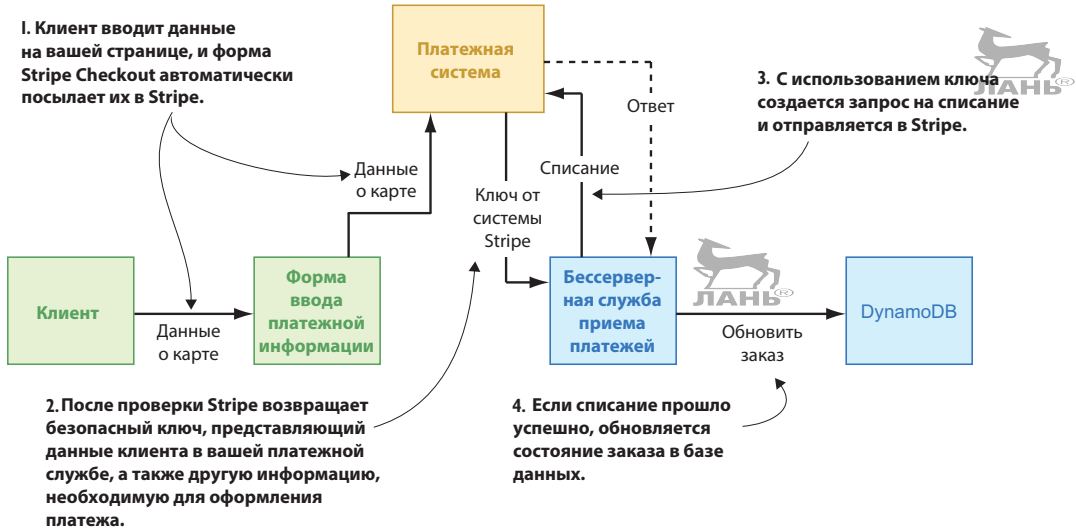 1. Клиент вводит данные
на вашей странице, и форма
Stripe Checkout автоматически
посылает их в Stripe.
Платежная
система
ЛАНЬ®
3. С использованием ключа
создается запрос на списание
и отправляется в Stripe.
Ответ
Данные
о карте
Списание
Ключ от
системы
Stripe
Клиент
Данные
о карте
Форма
ввода
платежной
информации
Бессервер-
ная служба
приема
платежей
ЛАНЬ®
Обновить
заказ
DynamoDB
2. После проверки Stripe возвращает
безопасный ключ, представляющий
данные клиента в вашей платежной
службе, а также другую информацию,
необходимую для оформления
платежа.
4. Если списание прошло
успешно, обновляется
состояние заказа в базе
данных.